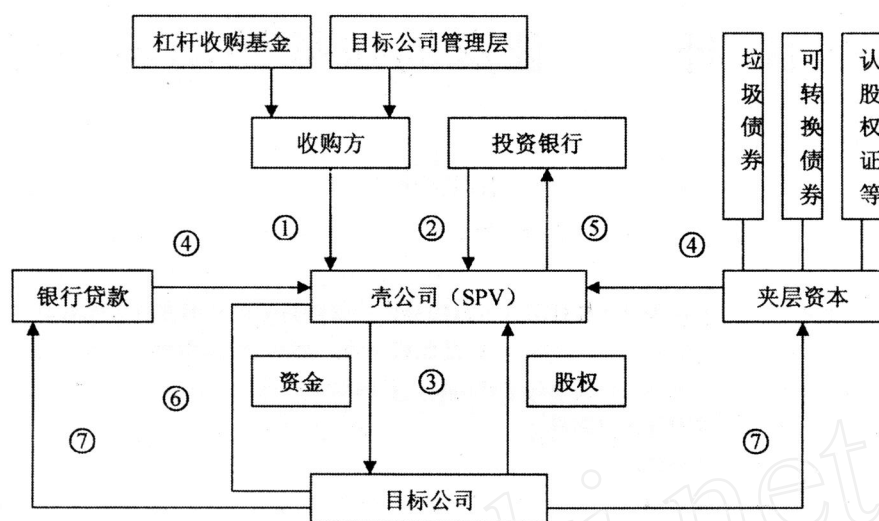 杠杆收购基金
目标公司管理层
垃圾债券
可转换债券
认股权证等
收购方
投资银行
①
②
⑤
④
④
银行贷款
壳公司（SPV）
夹层资本
资金
③
股权
⑥
⑦
⑦
目标公司